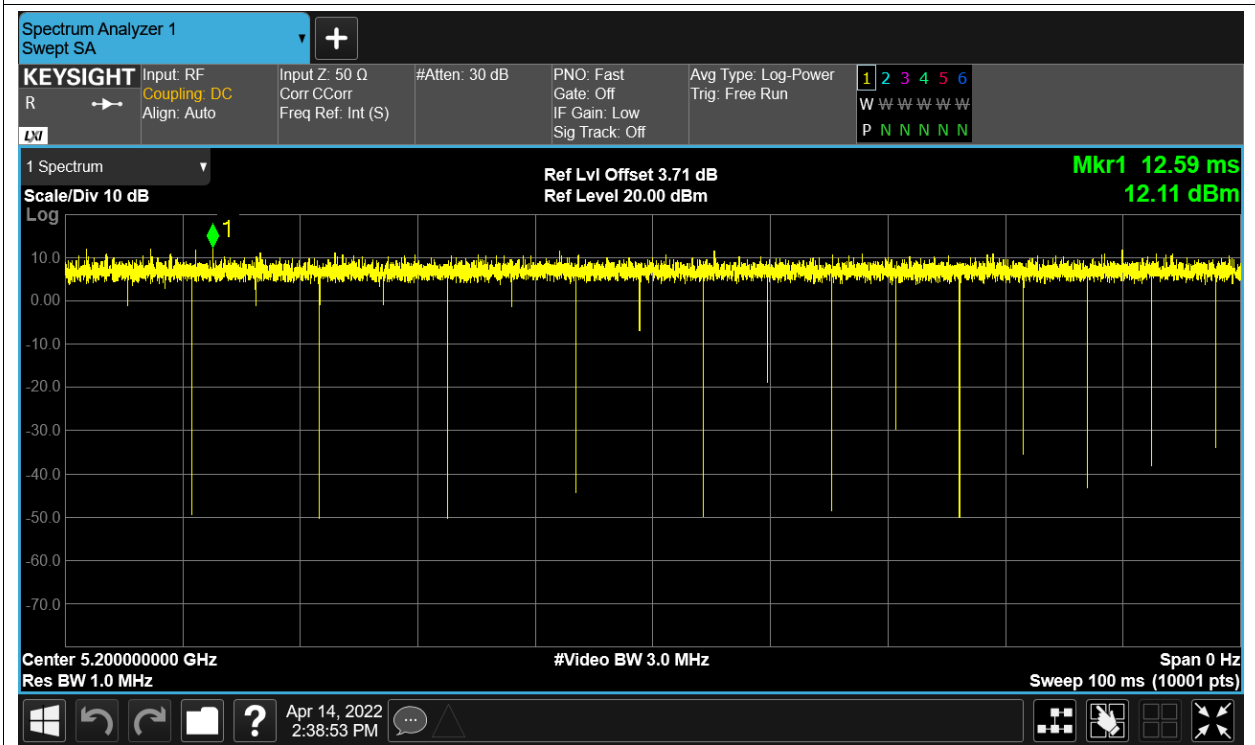 Spectrum Analyzer 1
Swept SA
KEYSIGHT
R
LXI
Input: RF
Coupling: DC
Align: Auto
Input Z: 50 Ω
Corr CCorr
Freq Ref: Int (S)
#Atten: 30 dB
PNO: Fast
Gate: Off
IF Gain: Low
Sig Track: Off
Avg Type: Log-Power
Trig: Free Run
1 2 3 4 5 6
W W W W W W
P N N N N N
1 Spectrum
Scale/Div 10 dB
Ref Lvl Offset 3.71 dB
Ref Level 20.00 dBm
Mkr1 12.59 ms
12.11 dBm
Log
1
10.0
0.00
-10.0
-20.0
-30.0
-40.0
-50.0
-60.0
-70.0
Center 5.200000000 GHz
Res BW 1.0 MHz
#Video BW 3.0 MHz
Span 0 Hz
Sweep 100 ms (10001 pts)
?
Apr 14, 2022
2:38:53 PM